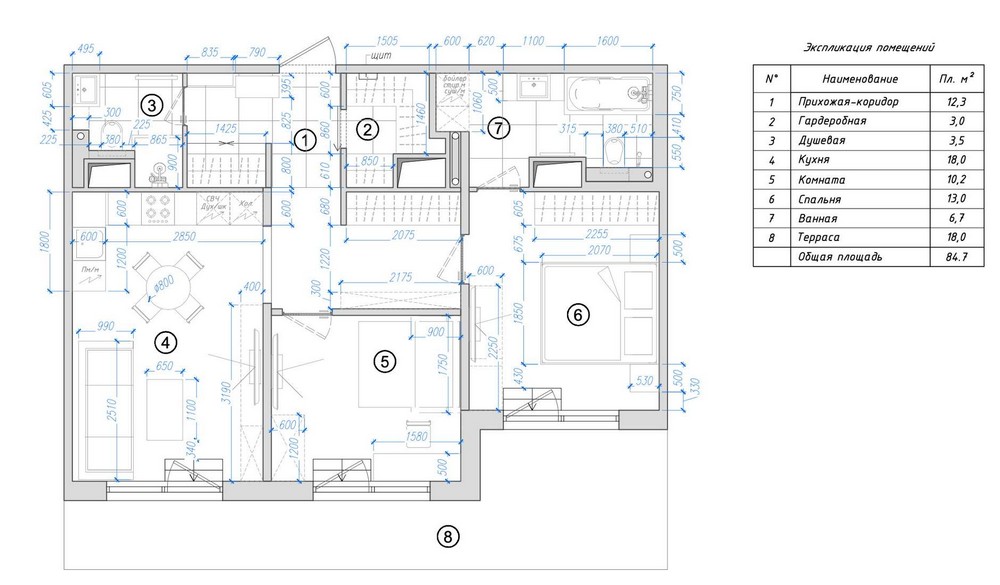 Экспликация помещений
N° Наименование Пл. м²
1 Прихожая-коридор 12,3
2 Гардеробная 3,0
3 Душевая 3,5
4 Кухня 18,0
5 Комната 10,2
6 Спальня 13,0
7 Ванная 6,7
8 Терраса 18,0
Общая площадь 84.7
495 835 790 1505 600 620 1100 1600
щит
605 395 600 500 750
Бойлер
стир.м
суш/м
3 300 825 860 1460 1060
425 225 1 2 7 315 380 510 410
225 380 865 1425 550
900 800 610 850
СВЧ Хол
Дух/шк
600 600 680 605
1800 600 2850 2075 2255 500
Пм/м 1200 1220 675 2070
ø800 400 300 2175 600
990 4 5 900 6 1850
650 3190 1750 2250
2510 1100 430 530 500 330
340 600 1200 1580 500
8